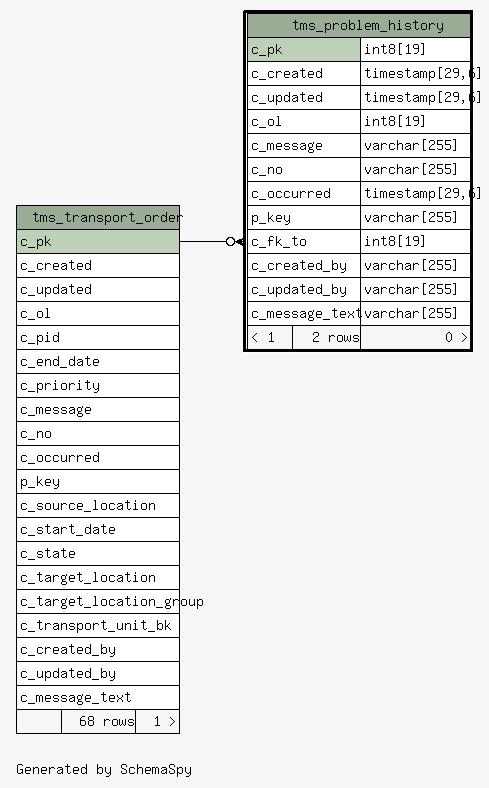 tms_problem_history
c_pk int8[19]
c_created timestamp[29,6]
c_updated timestamp[29,6]
c_ol int8[19]
c_message varchar[255]
c_no varchar[255]
c_occurred timestamp[29,6]
p_key varchar[255]
c_fk_to int8[19]
c_created_by varchar[255]
c_updated_by varchar[255]
c_message_text varchar[255]
< 1 2 rows 0 >
tms_transport_order
c_pk
c_created
c_updated
c_ol
c_pid
c_end_date
c_priority
c_message
c_no
c_occurred
p_key
c_source_location
c_start_date
c_state
c_target_location
c_target_location_group
c_transport_unit_bk
c_created_by
c_updated_by
c_message_text
68 rows 1 >
Generated by SchemaSpy